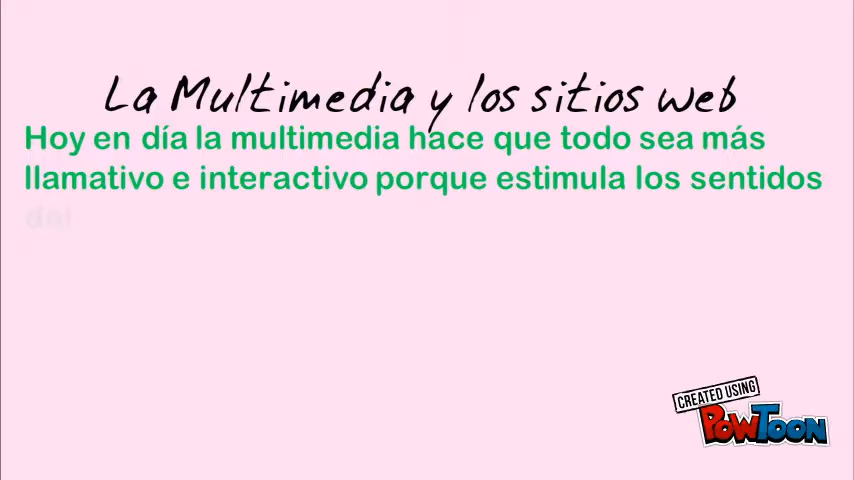 La Multimedia y los sitios web
Hoy en día la multimedia hace que todo sea más
llamativo e interactivo porque estimula los sentidos
CREATED USING
POWTOON